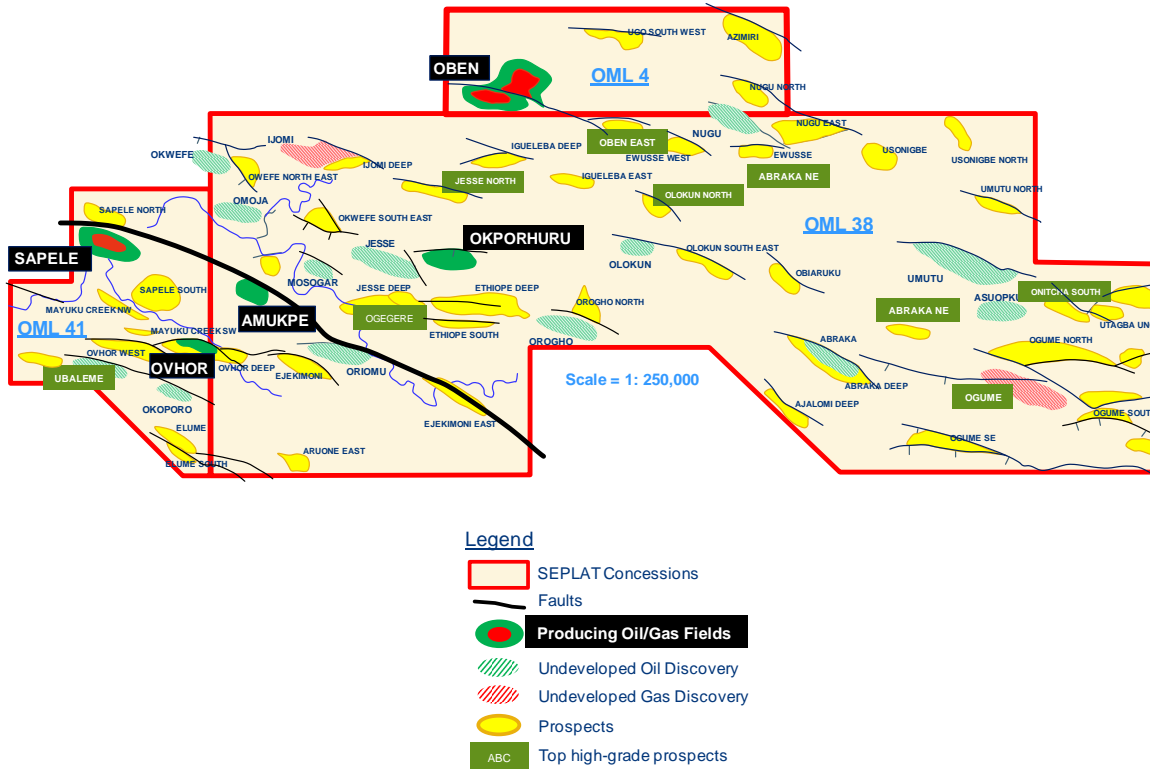 UGO SOUTH WEST
AZIMIRI
OBEN
OML 4
NUGU NORTH
NUGU EAST
NUGU
OBEN EAST
IJOMI
IGUELEBA DEEP
OKWEFE
IJOMI DEEP
EWUSSE WEST
EWUSSE
USONIGBE
USONIGBE NORTH
OWEFE NORTH EAST
JESSE NORTH
IGUELEBA EAST
ABRAKA NE
OLOKUN NORTH
UMUTU NORTH
OMOJA
SAPELE NORTH
OKWEFE SOUTH EAST
OML 38
OKPORHURU
JESSE
SAPELE
OLOKUN
OLOKUN SOUTH EAST
OBIARUKU
UMUTU
MOSOGAR
JESSE DEEP
ETHIOPE DEEP
SAPELE SOUTH
OROGHO NORTH
ONITCHA SOUTH
ASUOPKU
MAYUKU CREEK NW
ABRAKA NE
AMUKPE
OGEGERE
UTAGBA UNO
OML 41
MAYUKU CREEK SW
ETHIOPE SOUTH
OROGHO
ABRAKA
OGUME NORTH
OVHOR WEST
OVHOR
OVHOR DEEP
EJEKIMONI
ORIOMU
UBALEME
Scale = 1: 250,000
ABRAKA DEEP
OGUME
OKOPORO
AJALOMI DEEP
OGUME SOUT
ELUME
EJEKIMONI EAST
OGUME SE
ARUONE EAST
ELUME SOUTH
Legend
SEPLAT Concessions
Faults
Producing Oil/Gas Fields
Undeveloped Oil Discovery
Undeveloped Gas Discovery
Prospects
ABC
Top high-grade prospects